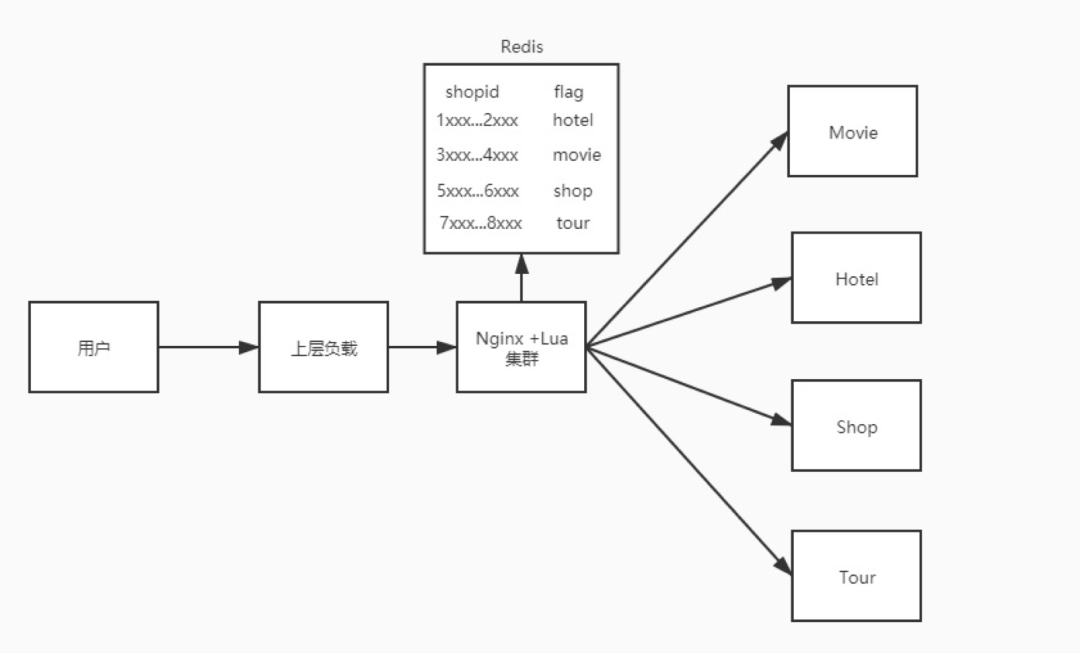 Redis
shopid flag
1xxx...2xxx hotel
3xxx...4xxx movie
5xxx...6xxx shop
7xxx...8xxx tour
用户
上层负载
Nginx +Lua
集群
Movie
Hotel
Shop
Tour